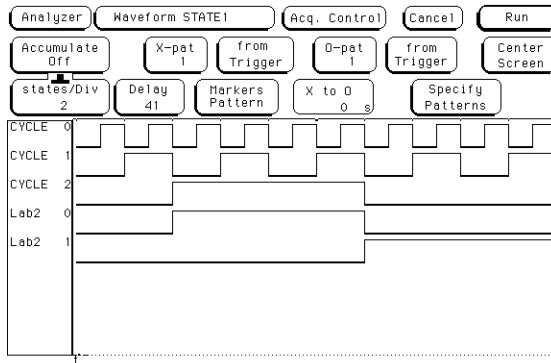 Analyzer Waveform STATE1 Acq. Control Cancel Run
Accumulate Off X-pat 1 from Trigger O-pat 1 from Trigger Center Screen
states/Div 2 Delay 41 Markers Pattern X to O 0 s Specify Patterns
CYCLE 0
CYCLE 1
CYCLE 2
Lab2 0
Lab2 1